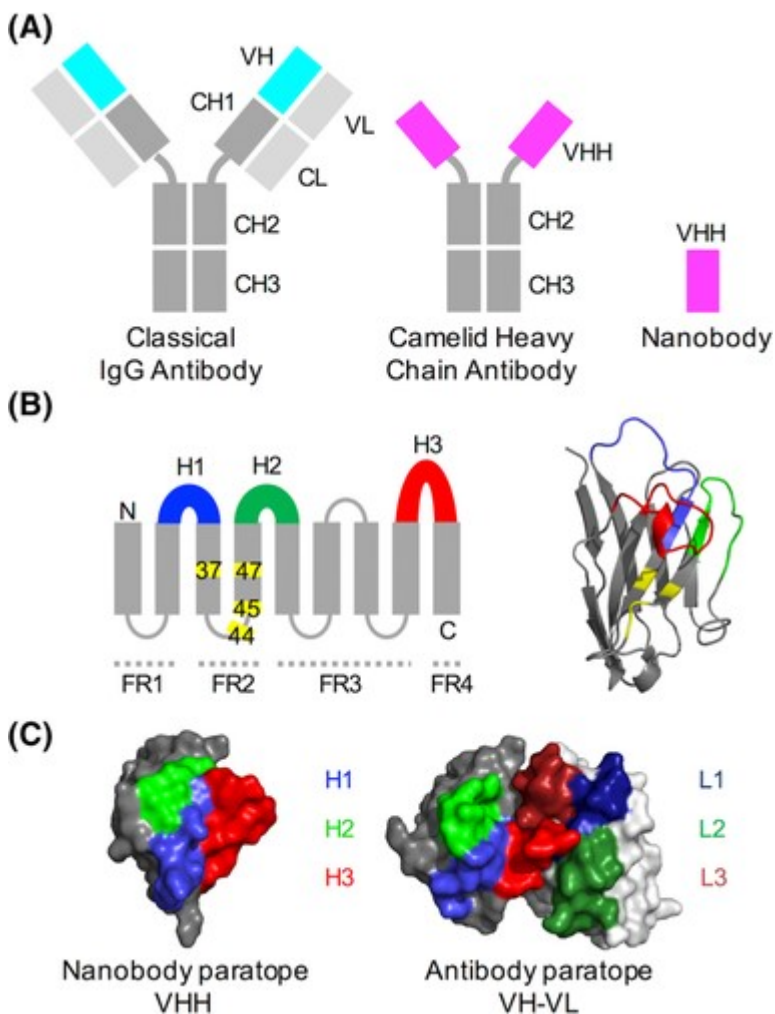 (A)
VH
CH1
VL
CL
CH2
CH3
Classical
IgG Antibody
VHH
CH2
CH3
Camelid Heavy
Chain Antibody
VHH
Nanobody
(B)
H1
H2
H3
N
37
47
45
44
C
FR1
FR2
FR3
FR4
(C)
H1
H2
H3
L1
L2
L3
Nanobody paratope
VHH
Antibody paratope
VH-VL